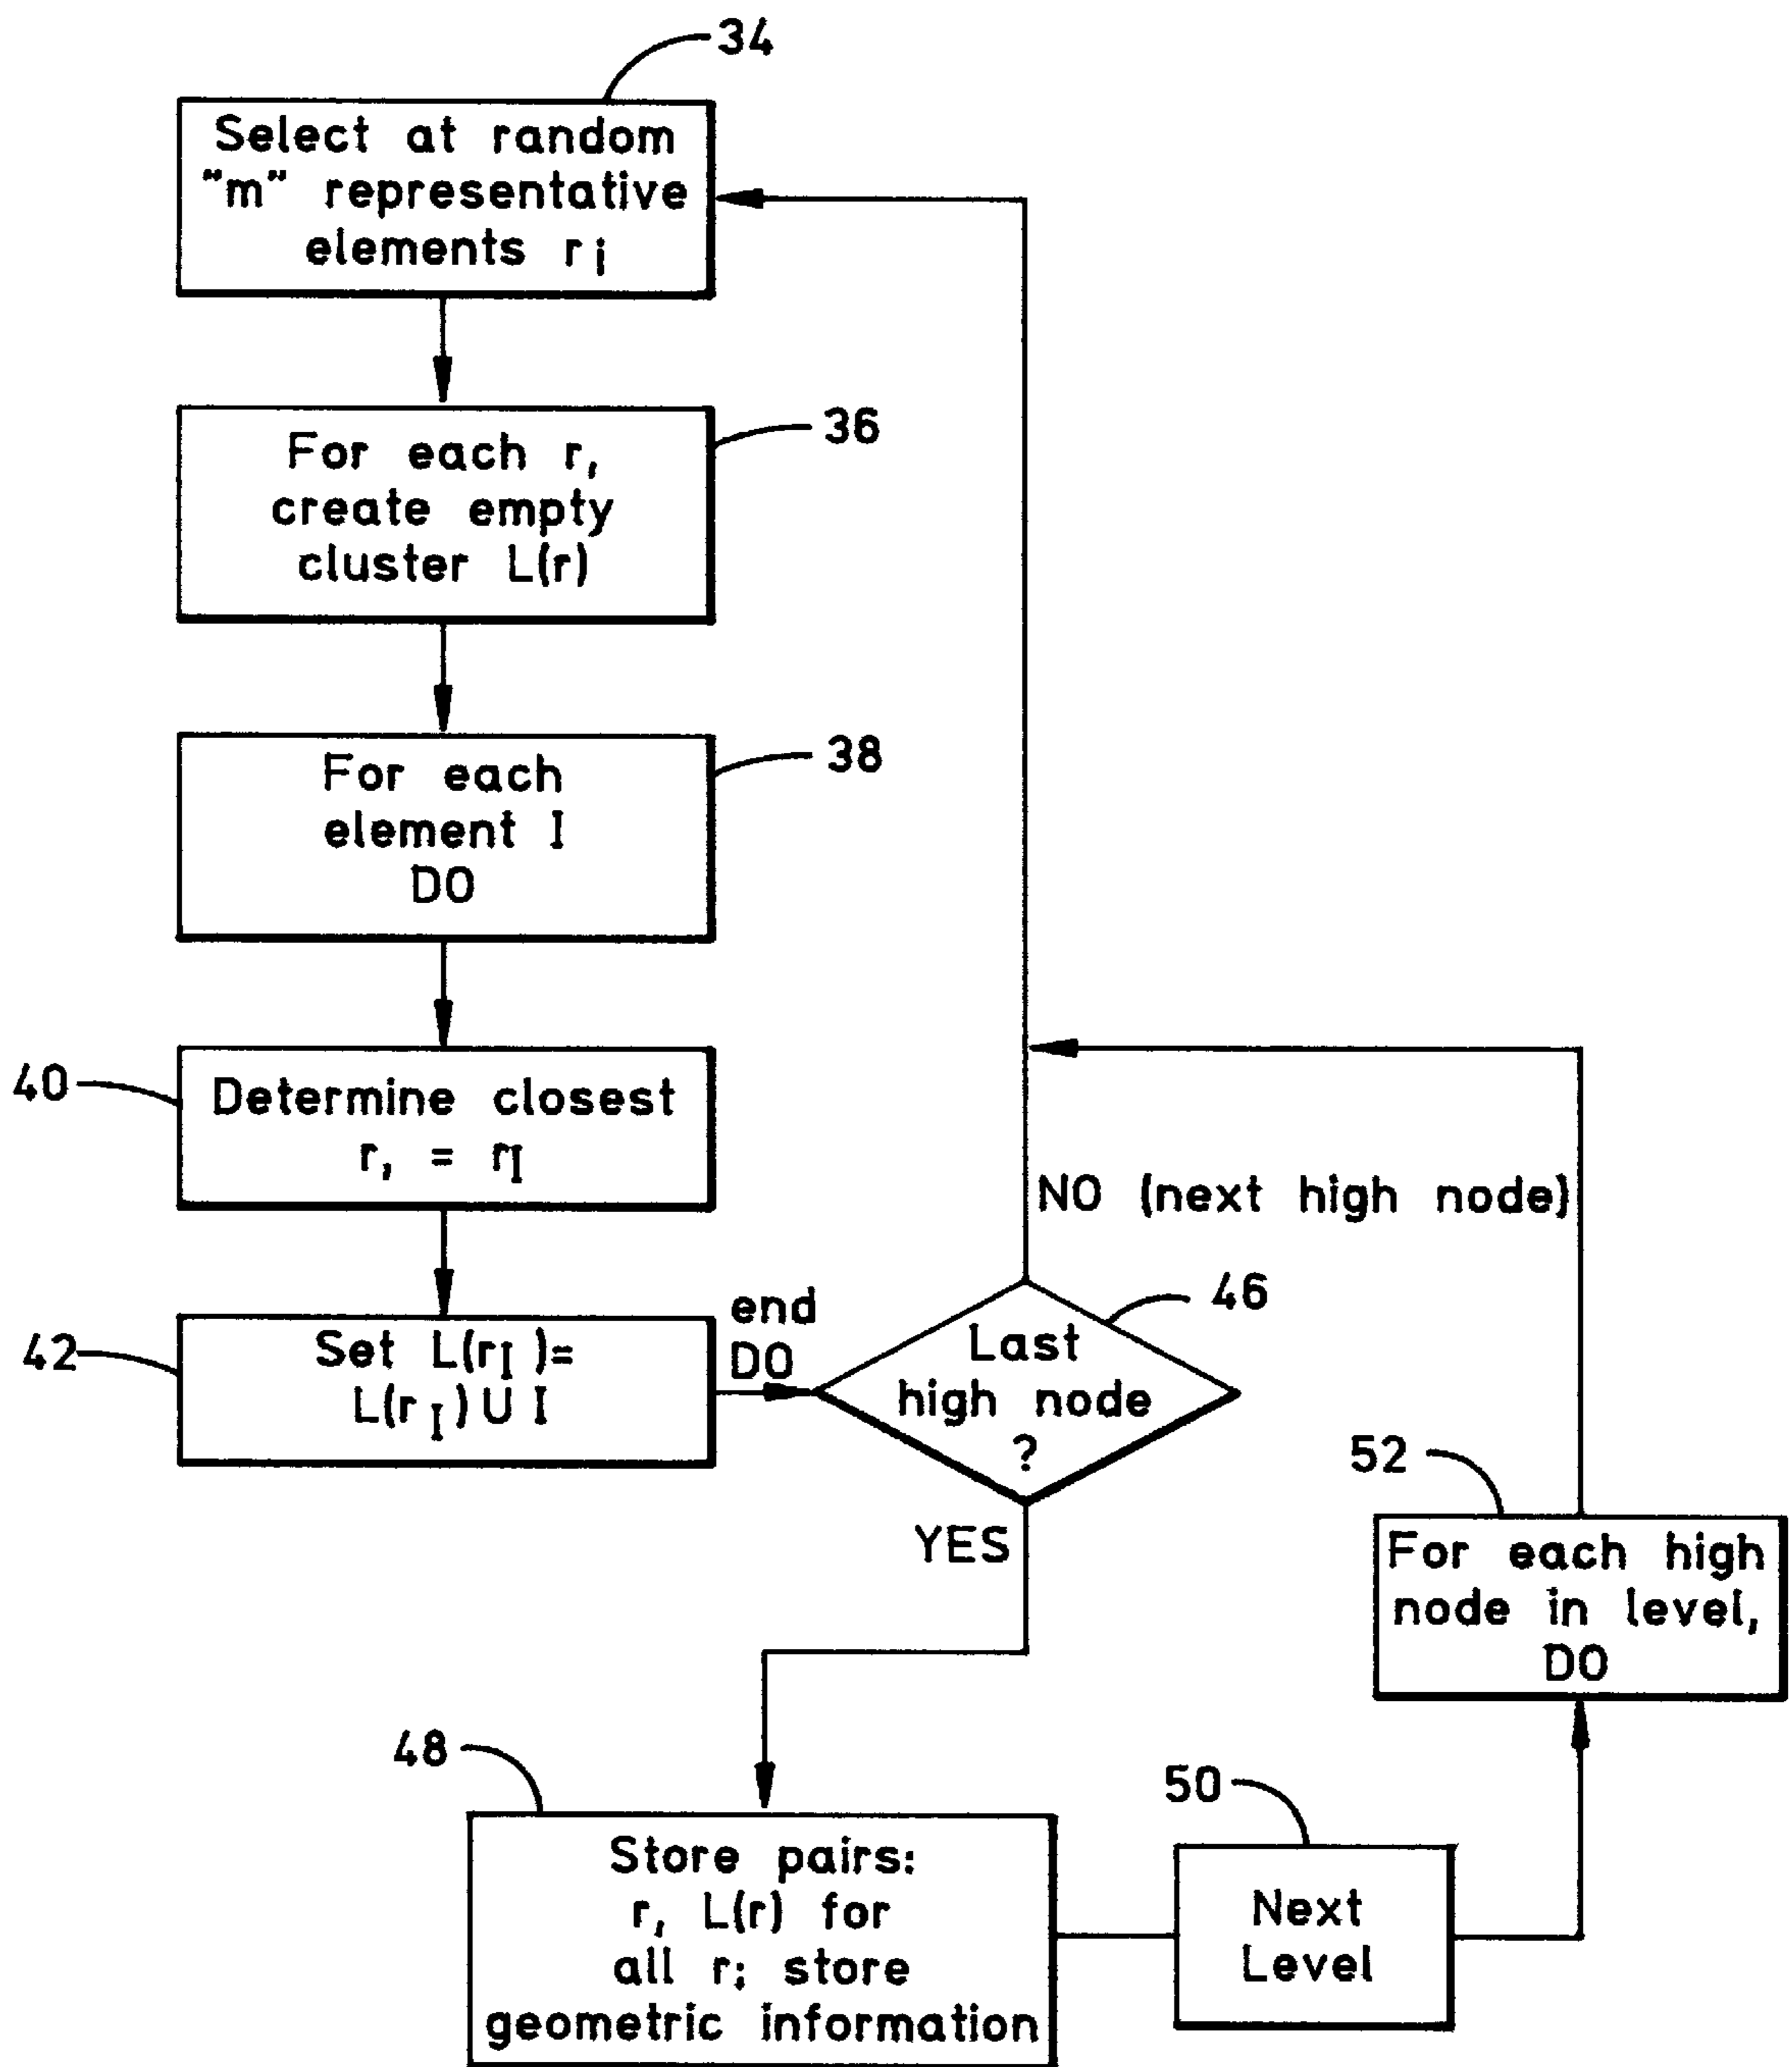 34
Select at random
"m" representative
elements ri
36
For each r,
create empty
cluster L(r)
38
For each
element I
DO
40
Determine closest
r, = rI
42
Set L(rI)=
L(rI) U I
end
DO
NO (next high node)
46
Last
high node
?
YES
52
For each high
node in level,
DO
48
Store pairs:
r, L(r) for
all r; store
geometric information
50
Next
Level